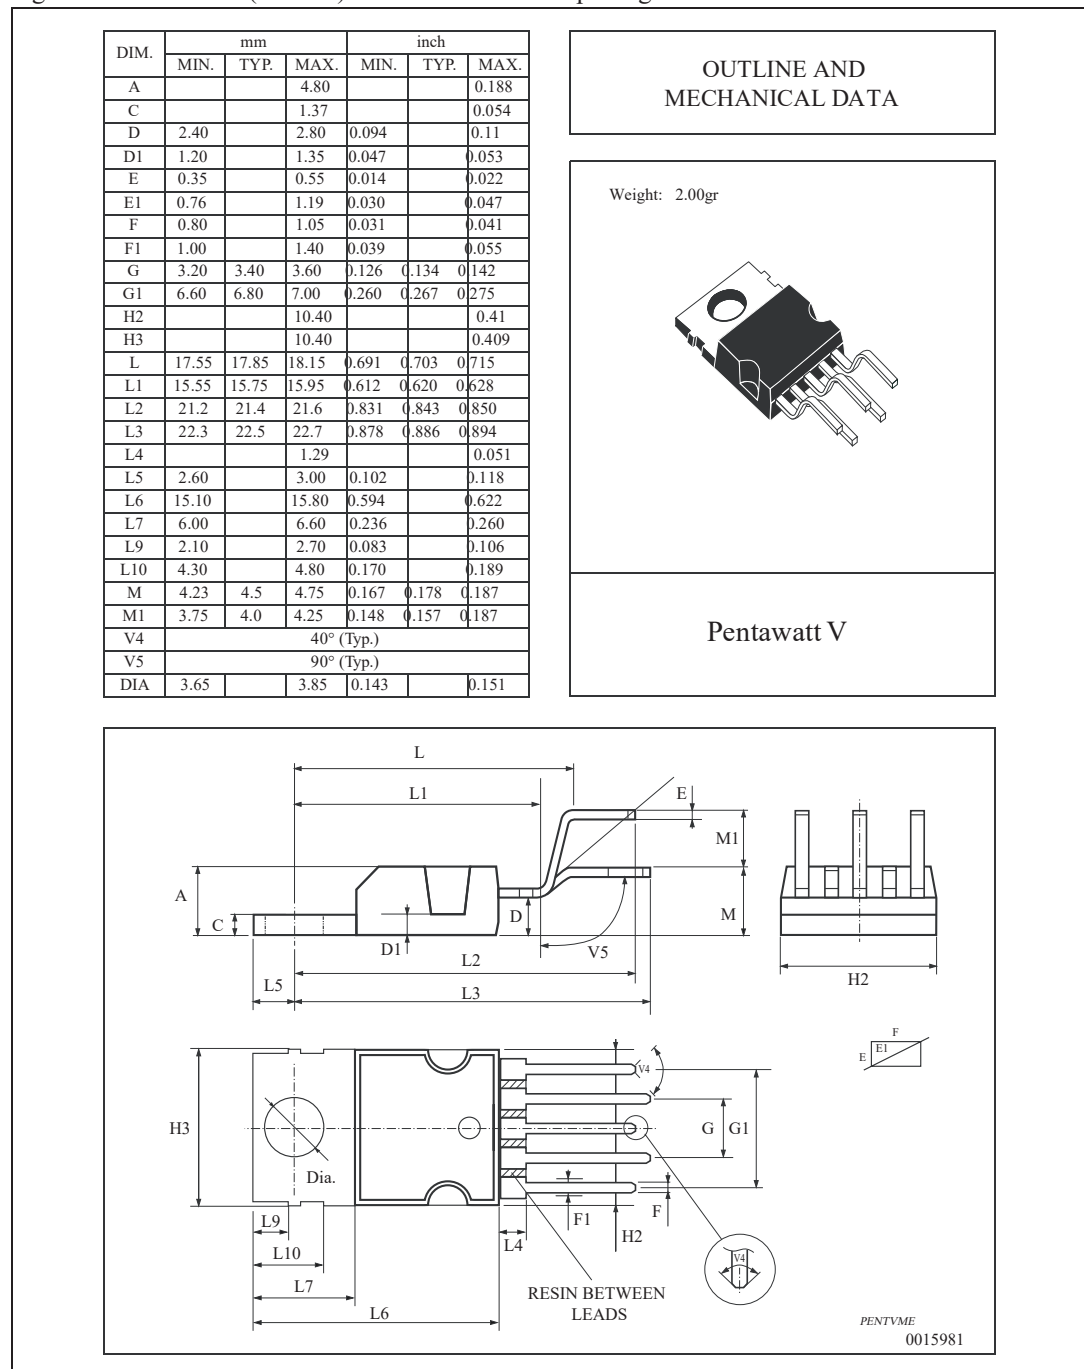 DIM. mm inch
MIN. TYP. MAX. MIN. TYP. MAX.
A 4.80 0.188
C 1.37 0.054
D 2.40 2.80 0.094 0.11
D1 1.20 1.35 0.047 0.053
E 0.35 0.55 0.014 0.022
E1 0.76 1.19 0.030 0.047
F 0.80 1.05 0.031 0.041
F1 1.00 1.40 0.039 0.055
G 3.20 3.40 3.60 0.126 0.134 0.142
G1 6.60 6.80 7.00 0.260 0.267 0.275
H2 10.40 0.41
H3 10.40 0.409
L 17.55 17.85 18.15 0.691 0.703 0.715
L1 15.55 15.75 15.95 0.612 0.620 0.628
L2 21.2 21.4 21.6 0.831 0.843 0.850
L3 22.3 22.5 22.7 0.878 0.886 0.894
L4 1.29 0.051
L5 2.60 3.00 0.102 0.118
L6 15.10 15.80 0.594 0.622
L7 6.00 6.60 0.236 0.260
L9 2.10 2.70 0.083 0.106
L10 4.30 4.80 0.170 0.189
M 4.23 4.5 4.75 0.167 0.178 0.187
M1 3.75 4.0 4.25 0.148 0.157 0.187
V4 40° (Typ.)
V5 90° (Typ.)
DIA 3.65 3.85 0.143 0.151
OUTLINE AND
MECHANICAL DATA
Weight: 2.00gr
Pentawatt V
L
L1
E
M1
A
C
D
M
D1
V5
L2
L5
L3
H2
F
E1
E
V4
H3
G
G1
Dia.
L9
F1
F
L4
H2
L10
V4
L7
RESIN BETWEEN
LEADS
L6
PENTVME
0015981